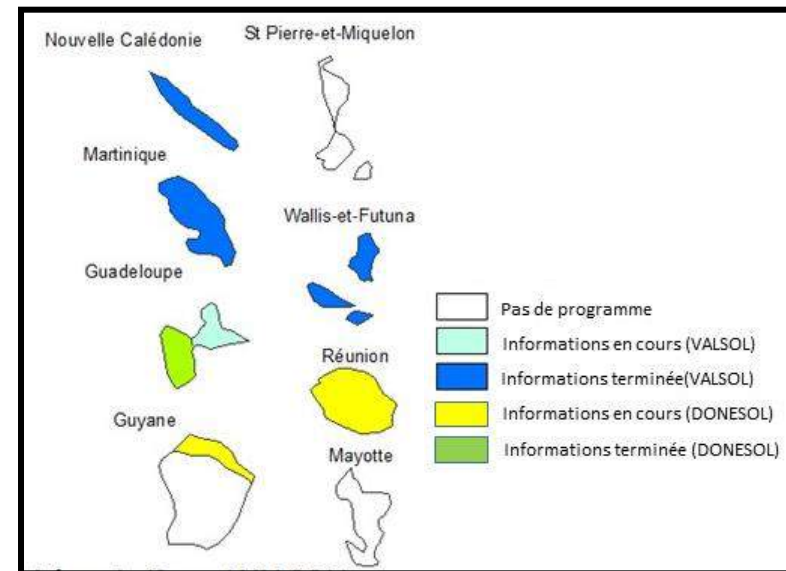 Nouvelle Calédonie
St Pierre-et-Miquelon
Martinique
Wallis-et-Futuna
Guadeloupe
Réunion
Guyane
Mayotte
Pas de programme
Informations en cours (VALSOL)
Informations terminée(VALSOL)
Informations en cours (DONESOL)
Informations terminée (DONESOL)